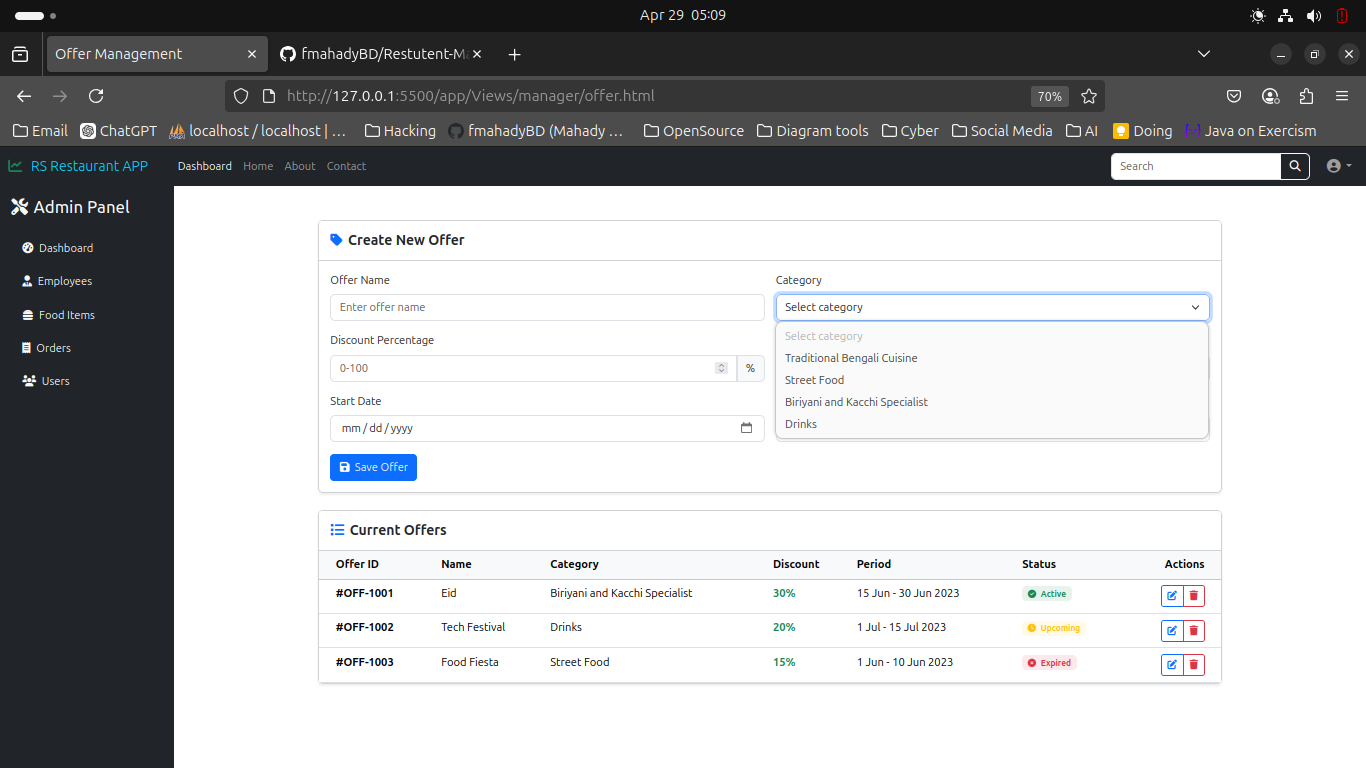 Apr 29 05:09
Offer Management
fmahadyBD/Restutent-Ma
http://127.0.0.1:5500/app/Views/manager/offer.html
70%
Email
ChatGPT
localhost / localhost | ...
Hacking
fmahadyBD (Mahady ...
OpenSource
Diagram tools
Cyber
Social Media
AI
Doing
Java on Exercism
RS Restaurant APP
Dashboard
Home
About
Contact
Search
Admin Panel
Dashboard
Employees
Food Items
Orders
Users
Create New Offer
Offer Name
Enter offer name
Category
Select category
Select category
Traditional Bengali Cuisine
Street Food
Biriyani and Kacchi Specialist
Drinks
Discount Percentage
0-100
%
Start Date
mm / dd / yyyy
Save Offer
Current Offers
Offer ID Name Category Discount Period Status Actions
#OFF-1001 Eid Biriyani and Kacchi Specialist 30% 15 Jun - 30 Jun 2023 Active
#OFF-1002 Tech Festival Drinks 20% 1 Jul - 15 Jul 2023 Upcoming
#OFF-1003 Food Fiesta Street Food 15% 1 Jun - 10 Jun 2023 Expired